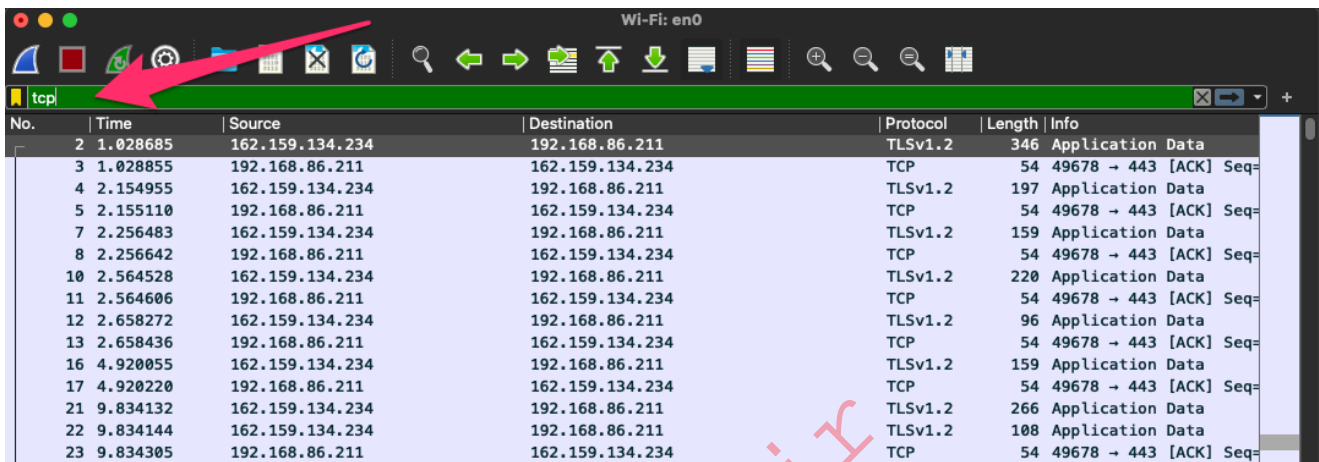 Wi-Fi: en0
tcp
No. Time Source Destination Protocol Length Info
2 1.028685 162.159.134.234 192.168.86.211 TLSv1.2 346 Application Data
3 1.028855 192.168.86.211 162.159.134.234 TCP 54 49678 → 443 [ACK] Seq=
4 2.154955 162.159.134.234 192.168.86.211 TLSv1.2 197 Application Data
5 2.155110 192.168.86.211 162.159.134.234 TCP 54 49678 → 443 [ACK] Seq=
7 2.256483 162.159.134.234 192.168.86.211 TLSv1.2 159 Application Data
8 2.256642 192.168.86.211 162.159.134.234 TCP 54 49678 → 443 [ACK] Seq=
10 2.564528 162.159.134.234 192.168.86.211 TLSv1.2 220 Application Data
11 2.564606 192.168.86.211 162.159.134.234 TCP 54 49678 → 443 [ACK] Seq=
12 2.658272 162.159.134.234 192.168.86.211 TLSv1.2 96 Application Data
13 2.658436 192.168.86.211 162.159.134.234 TCP 54 49678 → 443 [ACK] Seq=
16 4.920055 162.159.134.234 192.168.86.211 TLSv1.2 159 Application Data
17 4.920220 192.168.86.211 162.159.134.234 TCP 54 49678 → 443 [ACK] Seq=
21 9.834132 162.159.134.234 192.168.86.211 TLSv1.2 266 Application Data
22 9.834144 162.159.134.234 192.168.86.211 TLSv1.2 108 Application Data
23 9.834305 192.168.86.211 162.159.134.234 TCP 54 49678 → 443 [ACK] Seq=